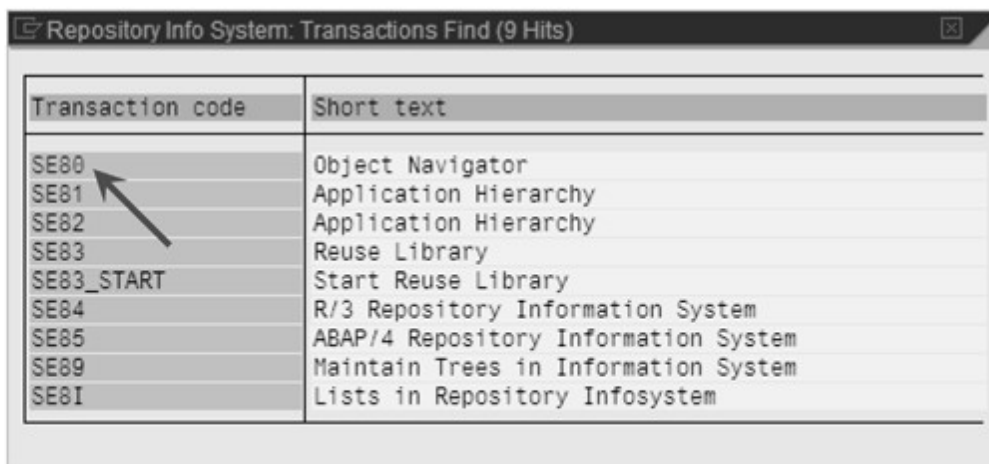 Repository Info System: Transactions Find (9 Hits)
Transaction code Short text
SE80 Object Navigator
SE81 Application Hierarchy
SE82 Application Hierarchy
SE83 Reuse Library
SE83_START Start Reuse Library
SE84 R/3 Repository Information System
SE85 ABAP/4 Repository Information System
SE89 Maintain Trees in Information System
SE8I Lists in Repository Infosystem